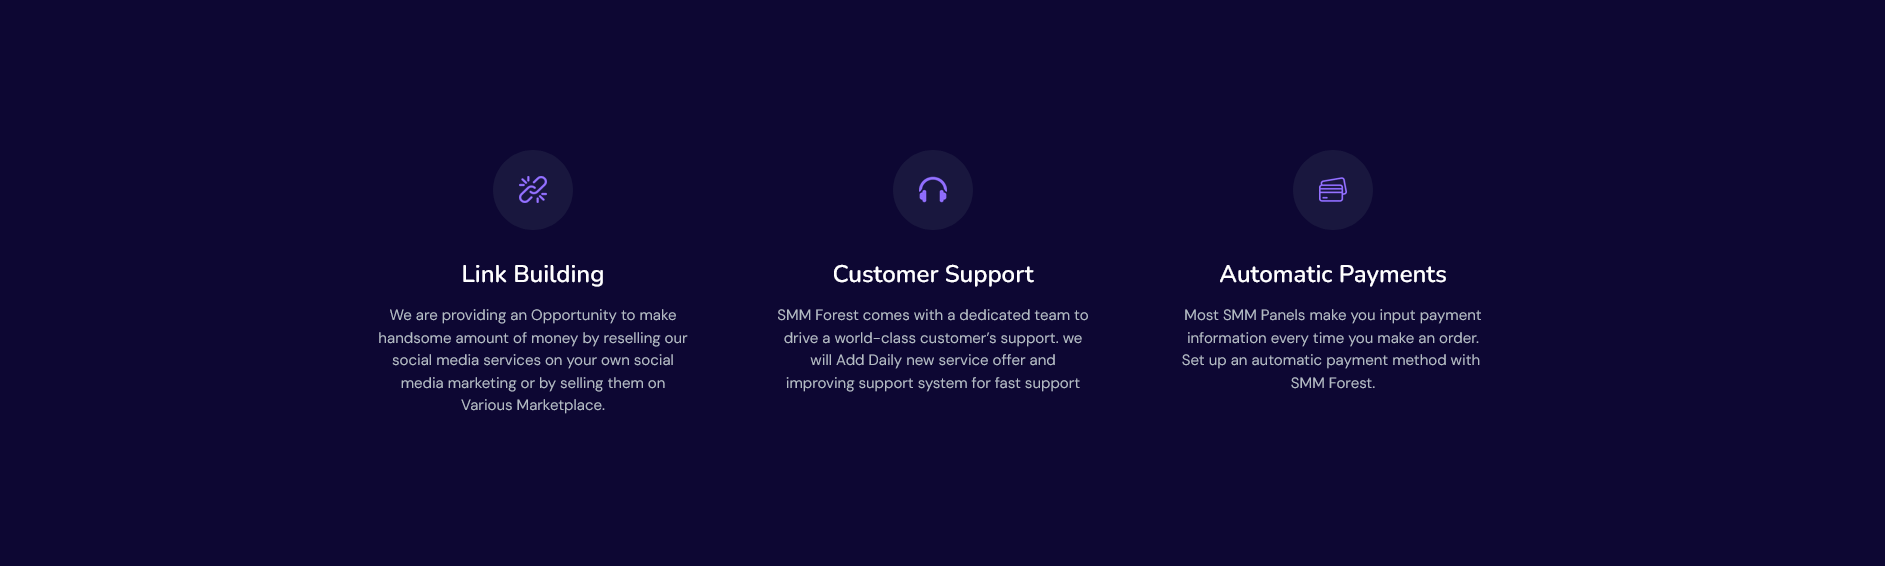 Link Building
We are providing an Opportunity to make
handsome amount of money by reselling our
social media services on your own social
media marketing or by selling them on
Various Marketplace.
Customer Support
SMM Forest comes with a dedicated team to
drive a world-class customer’s support. we
will Add Daily new service offer and
improving support system for fast support
Automatic Payments
Most SMM Panels make you input payment
information every time you make an order.
Set up an automatic payment method with
SMM Forest.